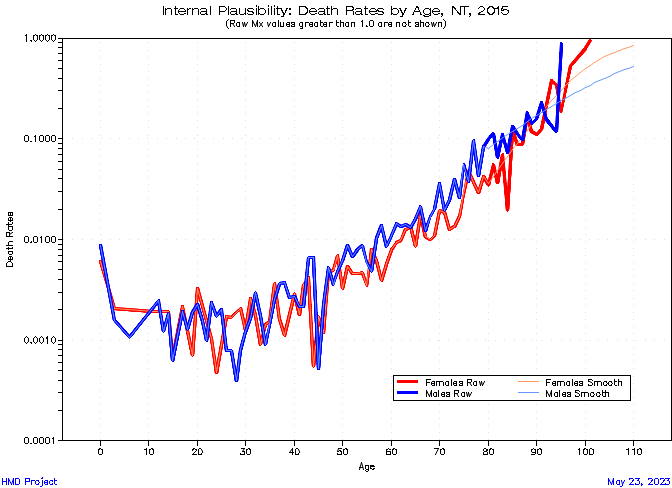 Internal Plausibility: Death Rates by Age, NT, 2015
(Raw Mx values greater than 1.0 are not shown)
1.0000
0.1000
0.0100
0.0010
0.0001
Death Rates
0 10 20 30 40 50 60 70 80 90 100 110
Age
Females Raw Females Smooth
Males Raw Males Smooth
HMD Project May 23, 2023